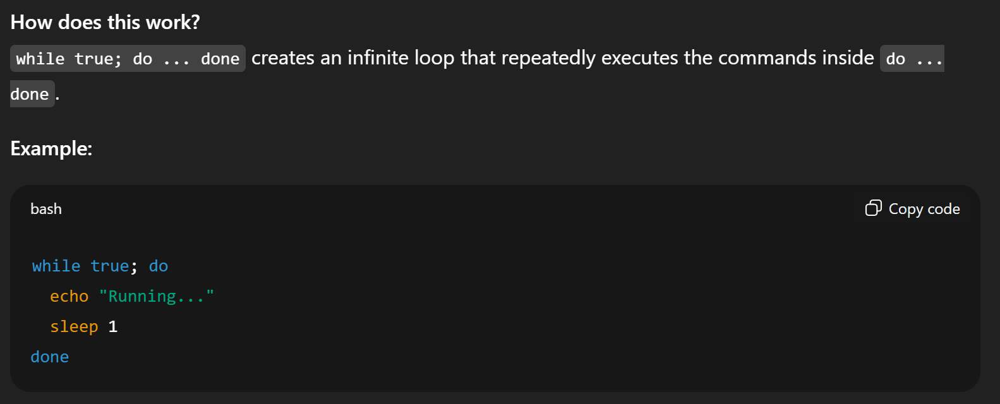 How does this work?
while true; do ... done creates an infinite loop that repeatedly executes the commands inside do ...
done.
Example:
bash
Copy code
while true; do
  echo "Running..."
  sleep 1
done